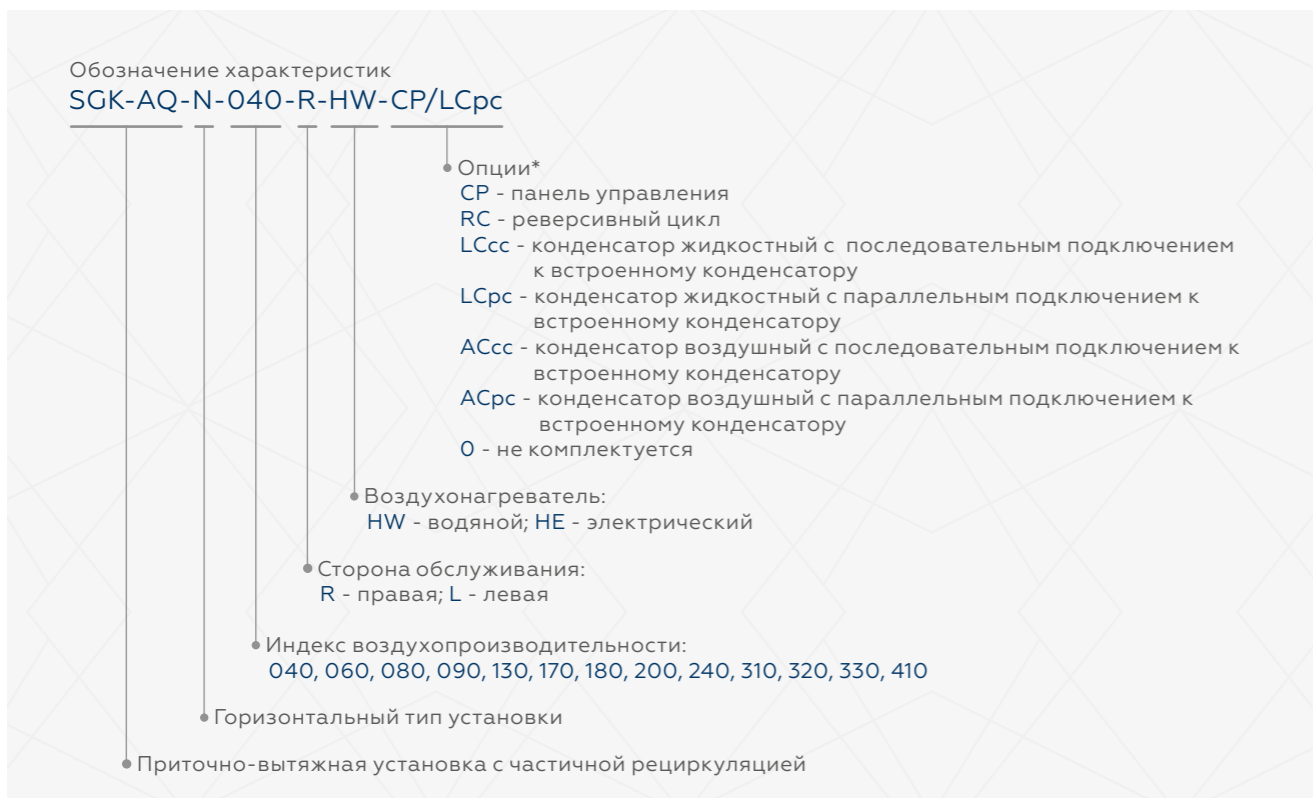 Обозначение характеристик
SGK-AQ-N-040-R-HW-CP/LCpc
Опции*
CP - панель управления
RC - реверсивный цикл
LCcc - конденсатор жидкостный с последовательным подключением
к встроенному конденсатору
LCpc - конденсатор жидкостный с параллельным подключением к
встроенному конденсатору
ACcc - конденсатор воздушный с последовательным подключением к
встроенному конденсатору
ACpc - конденсатор воздушный с параллельным подключением к
встроенному конденсатору
0 - не комплектуется
Воздухонагреватель:
HW - водяной; HE - электрический
Сторона обслуживания:
R - правая; L - левая
Индекс воздухопроизводительности:
040, 060, 080, 090, 130, 170, 180, 200, 240, 310, 320, 330, 410
Горизонтальный тип установки
Приточно-вытяжная установка с частичной рециркуляцией